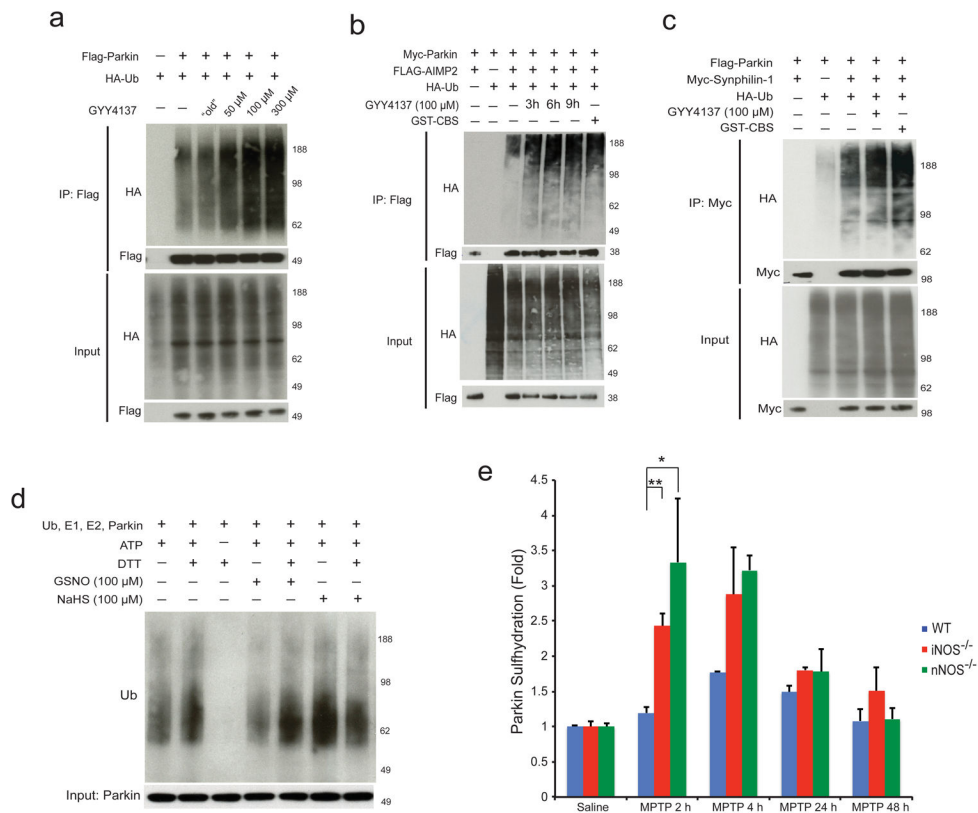 a
Flag-Parkin – + + + + +
HA-Ub + + + + + +
GYY4137 – – "old" 50 µM 100 µM 300 µM
IP: Flag
HA
188
98
62
Flag
49
Input
HA
188
98
62
49
Flag
49
b
Myc-Parkin + + + + + + +
FLAG-AIMP2 + – + + + + +
HA-Ub – + + + + + +
GYY4137 (100 µM) – – – 3h 6h 9h –
GST-CBS – – – – – – +
IP: Flag
HA
188
98
62
49
Flag
38
Input
HA
188
98
62
49
Flag
38
c
Flag-Parkin + + + + +
Myc-Synphilin-1 + – + + +
HA-Ub – + + + +
GYY4137 (100 µM) – – – + –
GST-CBS – – – – +
IP: Myc
HA
188
98
62
Myc
98
Input
HA
188
98
62
Myc
98
d
Ub, E1, E2, Parkin + + + + + + +
ATP + + – + + + +
DTT – + + – + – +
GSNO (100 µM) – – – + + – –
NaHS (100 µM) – – – – – + +
Ub
188
98
62
49
Input: Parkin
49
e
Parkin Sulfhydration (Fold)
4.5
4
3.5
3
2.5
2
1.5
1
0.5
0
*
**
Saline
MPTP 2 h
MPTP 4 h
MPTP 24 h
MPTP 48 h
WT
iNOS-/-
nNOS-/-